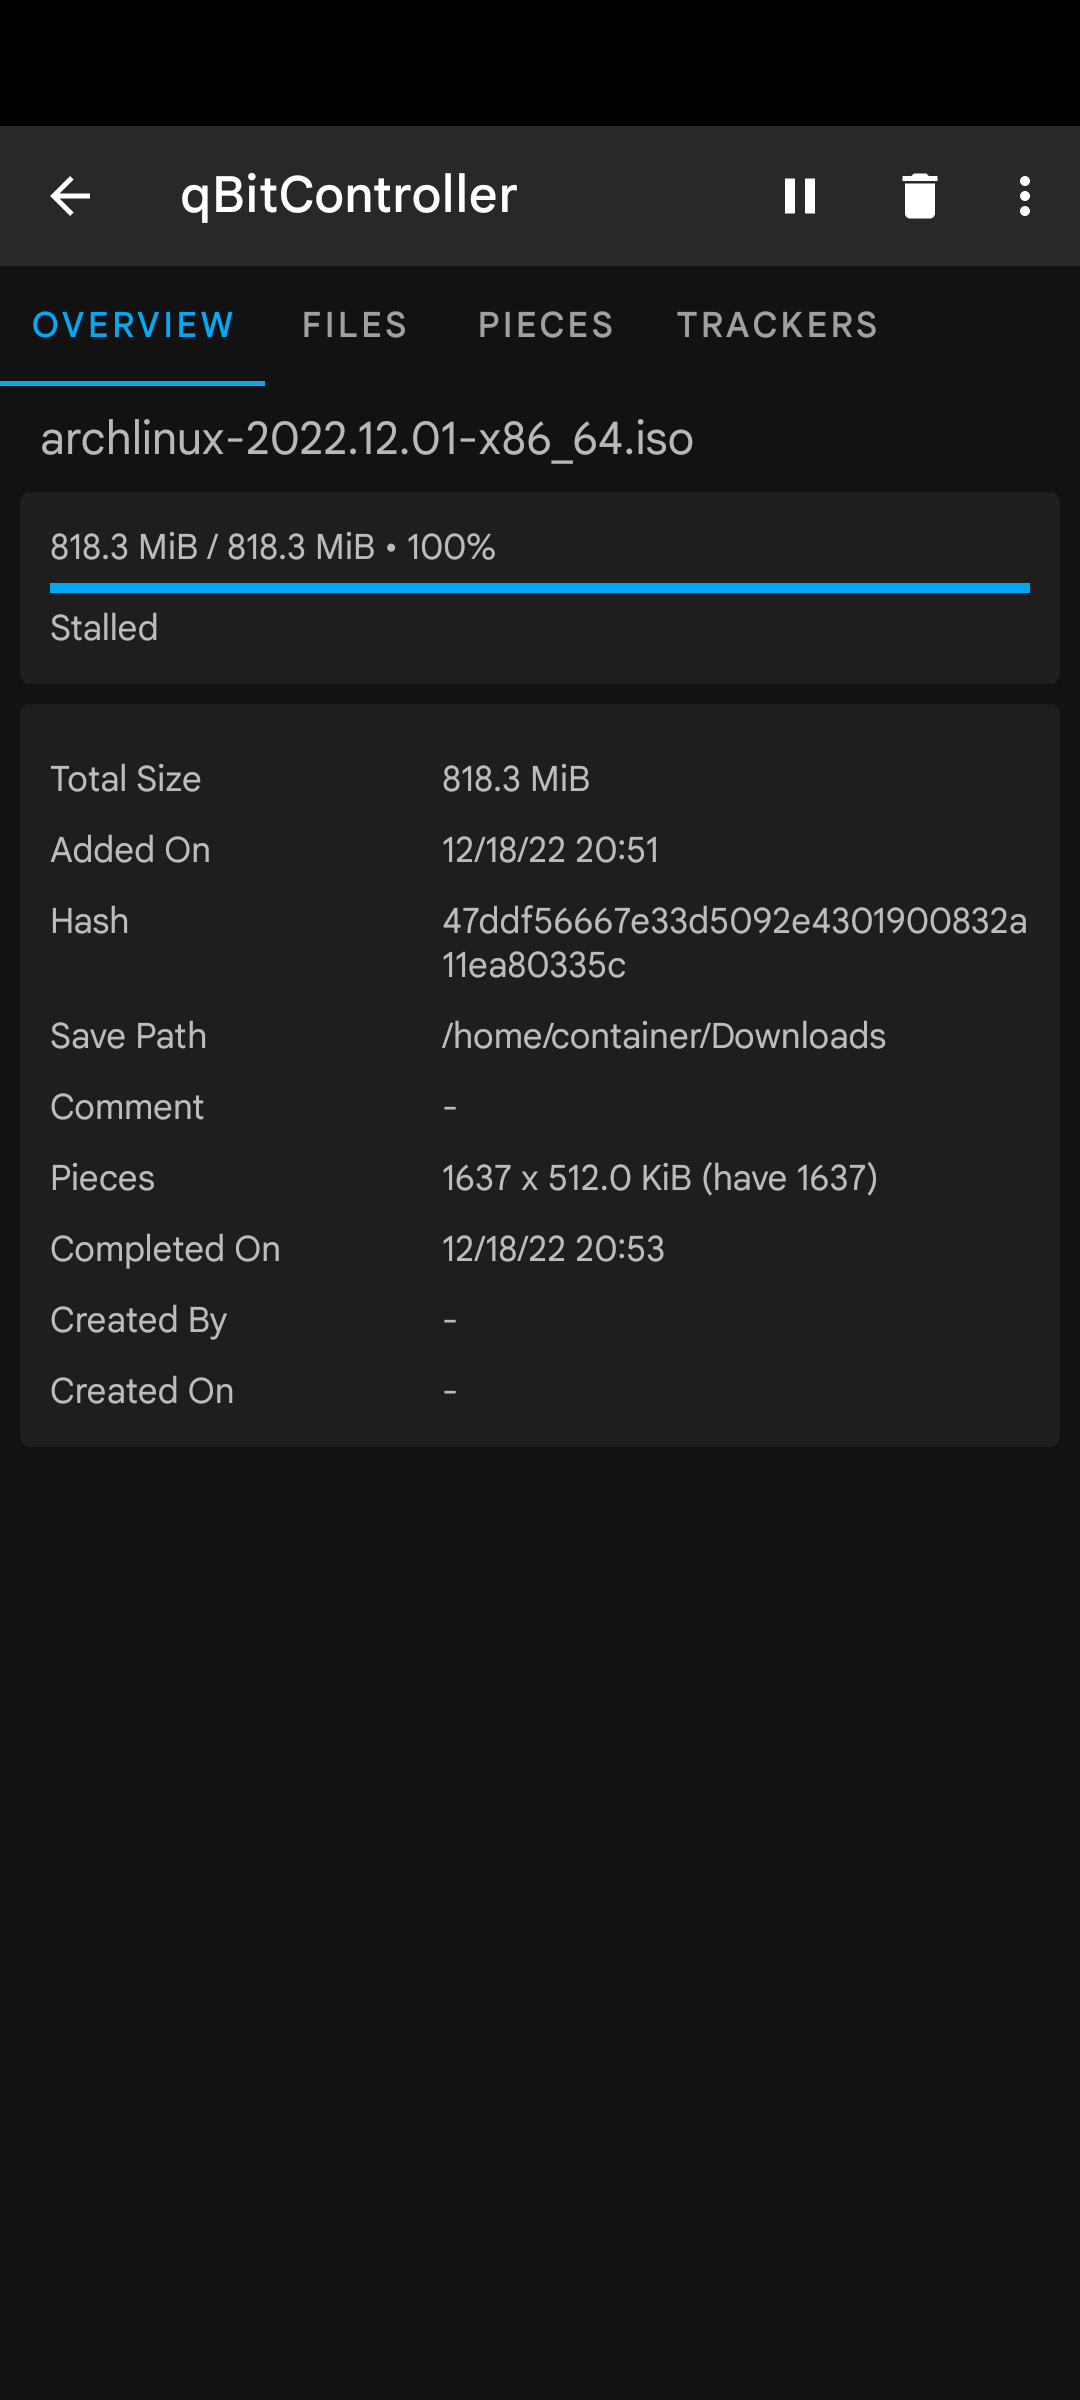 qBitController
OVERVIEW FILES PIECES TRACKERS
archlinux-2022.12.01-x86_64.iso
818.3 MiB / 818.3 MiB • 100%
Stalled
Total Size 818.3 MiB
Added On 12/18/22 20:51
Hash 47ddf56667e33d5092e4301900832a
11ea80335c
Save Path /home/container/Downloads
Comment -
Pieces 1637 x 512.0 KiB (have 1637)
Completed On 12/18/22 20:53
Created By -
Created On -